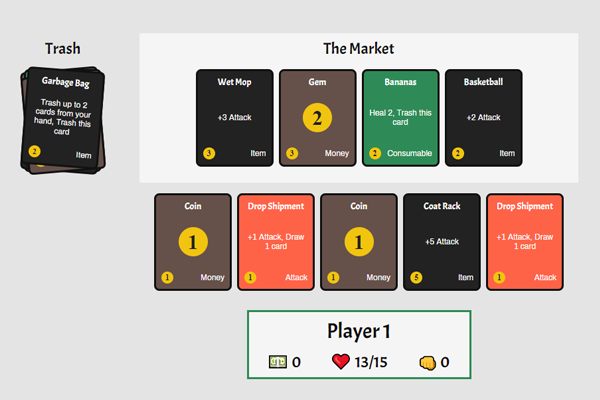 Trash
The Market
Garbage Bag
Trash up to 2
cards from your
hand, Trash this
card
2
Item
Wet Mop
+3 Attack
3
Item
Gem
2
3
Money
Bananas
Heal 2, Trash this
card
2
Consumable
Basketball
+2 Attack
2
Item
Coin
1
1
Money
Drop Shipment
+1 Attack, Draw
1 card
1
Attack
Coin
1
1
Money
Coat Rack
+5 Attack
5
Item
Drop Shipment
+1 Attack, Draw
1 card
1
Attack
Player 1
0
13/15
0